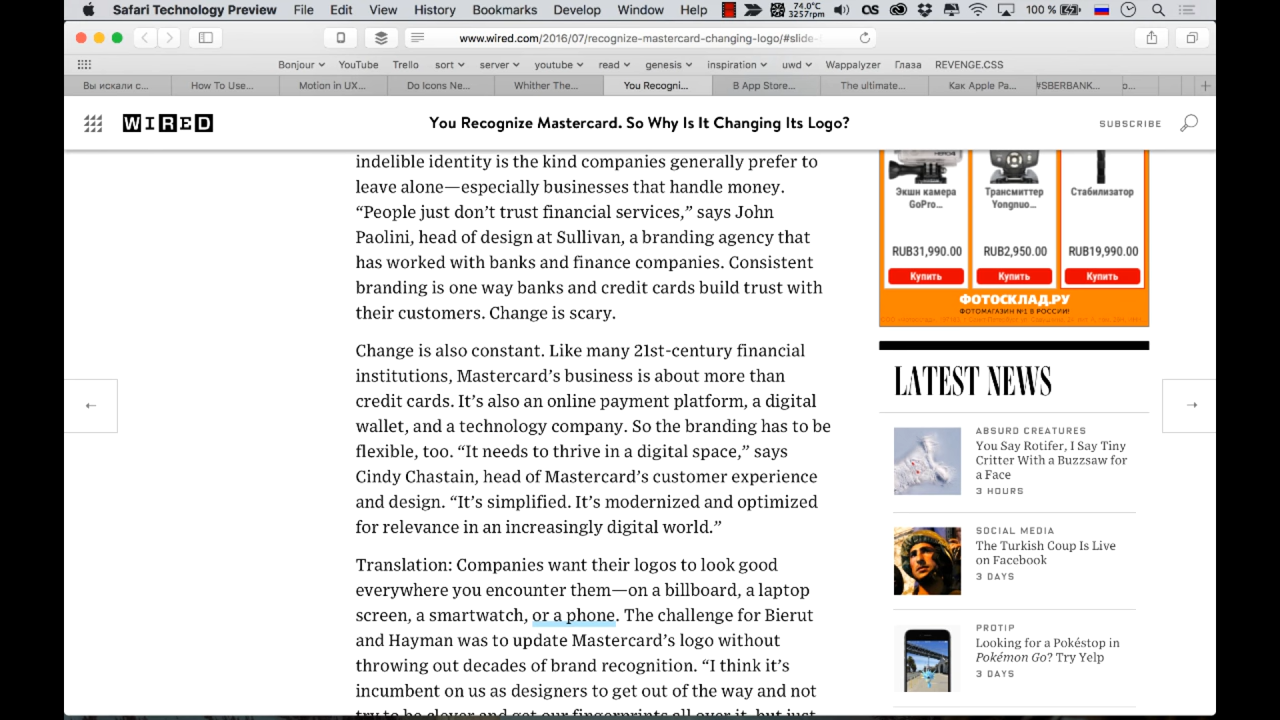 Safari Technology Preview File Edit View History Bookmarks Develop Window Help 74.0°C 3257rpm 100 %
www.wired.com/2016/07/recognize-mastercard-changing-logo/#slide-
Bonjour YouTube Trello sort server youtube read genesis inspiration uwd Wappalyzer Глаза REVENGE.CSS
Вы искали с... How To Use... Motion in UX... Do Icons Ne... Whither The... You Recogni... В App Store... The ultimate... Как Apple Pa... #SBERBANK...
WIRED You Recognize Mastercard. So Why Is It Changing Its Logo? SUBSCRIBE
indelible identity is the kind companies generally prefer to
leave alone—especially businesses that handle money.
“People just don’t trust financial services,” says John
Paolini, head of design at Sullivan, a branding agency that
has worked with banks and finance companies. Consistent
branding is one way banks and credit cards build trust with
their customers. Change is scary.
Change is also constant. Like many 21st-century financial
institutions, Mastercard’s business is about more than
credit cards. It’s also an online payment platform, a digital
wallet, and a technology company. So the branding has to be
flexible, too. “It needs to thrive in a digital space,” says
Cindy Chastain, head of Mastercard’s customer experience
and design. “It’s simplified. It’s modernized and optimized
for relevance in an increasingly digital world.”
Translation: Companies want their logos to look good
everywhere you encounter them—on a billboard, a laptop
screen, a smartwatch, or a phone. The challenge for Bierut
and Hayman was to update Mastercard’s logo without
throwing out decades of brand recognition. “I think it’s
incumbent on us as designers to get out of the way and not
try to be clever and get our fingerprints all over it, but just
Экшн камера GoPro...
Трансмиттер Yongnuo...
Стабилизатор
RUB31,990.00 RUB2,950.00 RUB19,990.00
Купить Купить Купить
ФОТОСКЛАД.РУ
ФОТОМАГАЗИН №1 В РОССИИ!
LATEST NEWS
ABSURD CREATURES
You Say Rotifer, I Say Tiny
Critter With a Buzzsaw for
a Face
3 HOURS
SOCIAL MEDIA
The Turkish Coup Is Live
on Facebook
3 DAYS
PROTIP
Looking for a Pokéstop in
Pokémon Go? Try Yelp
3 DAYS